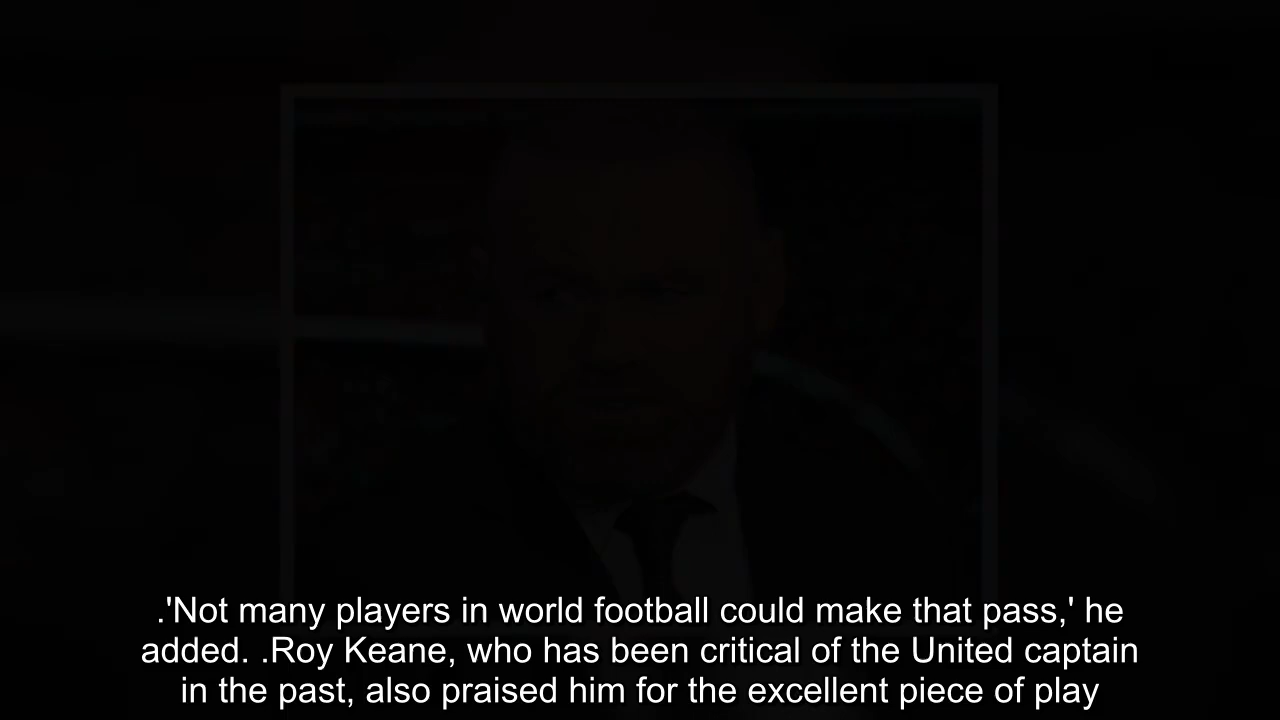 .'Not many players in world football could make that pass,' he
added. .Roy Keane, who has been critical of the United captain
in the past, also praised him for the excellent piece of play